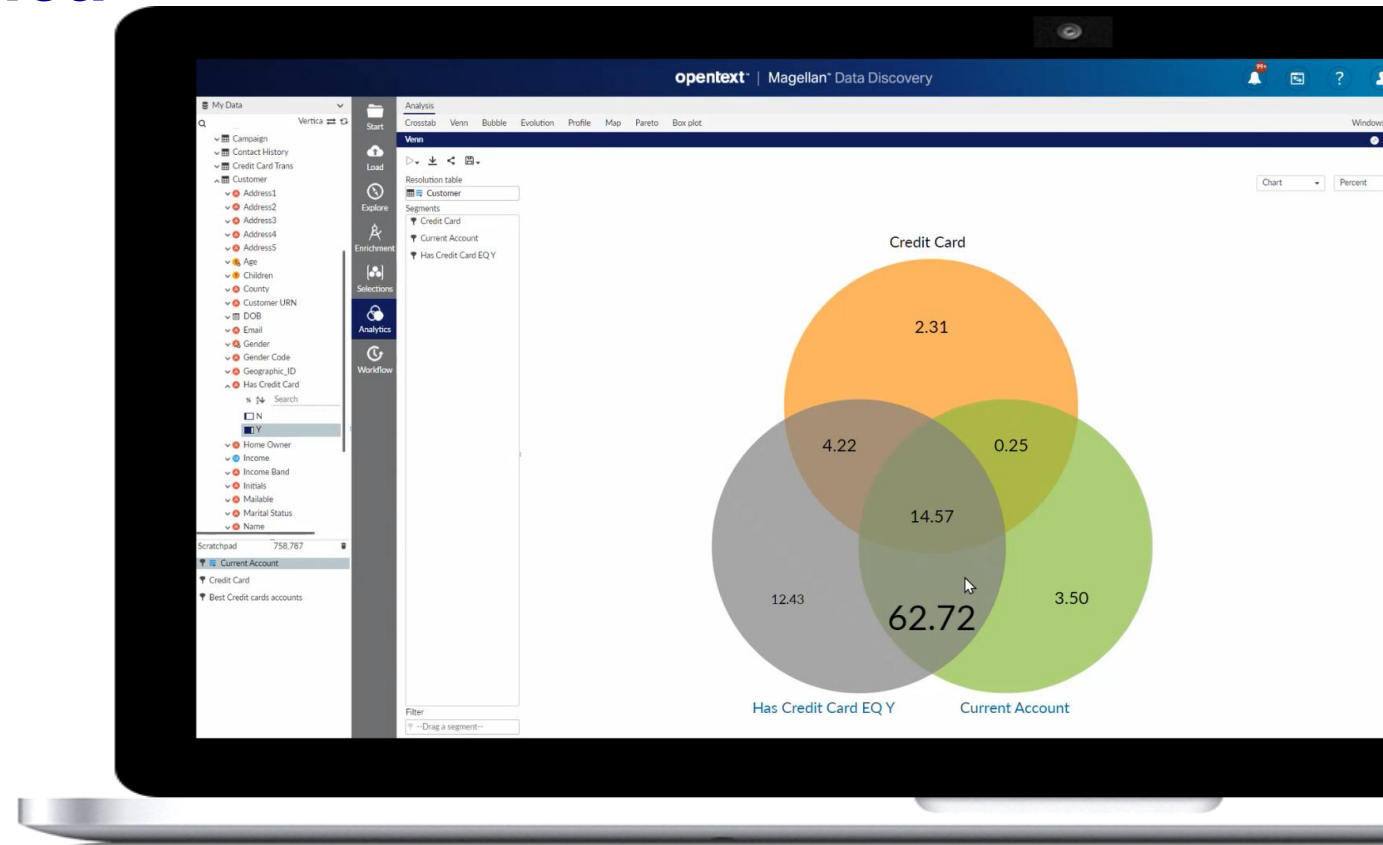 opentext™ | Magellan™ Data Discovery
99+
?
My Data
Vertica
Campaign
Contact History
Credit Card Trans
Customer
Address1
Address2
Address3
Address4
Address5
Age
Children
County
Customer URN
DOB
Email
Gender
Gender Code
Geographic_ID
Has Credit Card
Search
N
Y
Home Owner
Income
Income Band
Initials
Mailable
Marital Status
Name
Scratchpad 758,787
Current Account
Credit Card
Best Credit cards accounts
Start
Load
Explore
Enrichment
Selections
Analytics
Workflow
Analysis
Crosstab Venn Bubble Evolution Profile Map Pareto Box plot Windows
Venn
Resolution table
Customer
Segments
Credit Card
Current Account
Has Credit Card EQ Y
Filter
--Drag a segment--
Chart Percent
Credit Card
2.31
4.22 0.25
14.57
12.43 62.72 3.50
Has Credit Card EQ Y Current Account